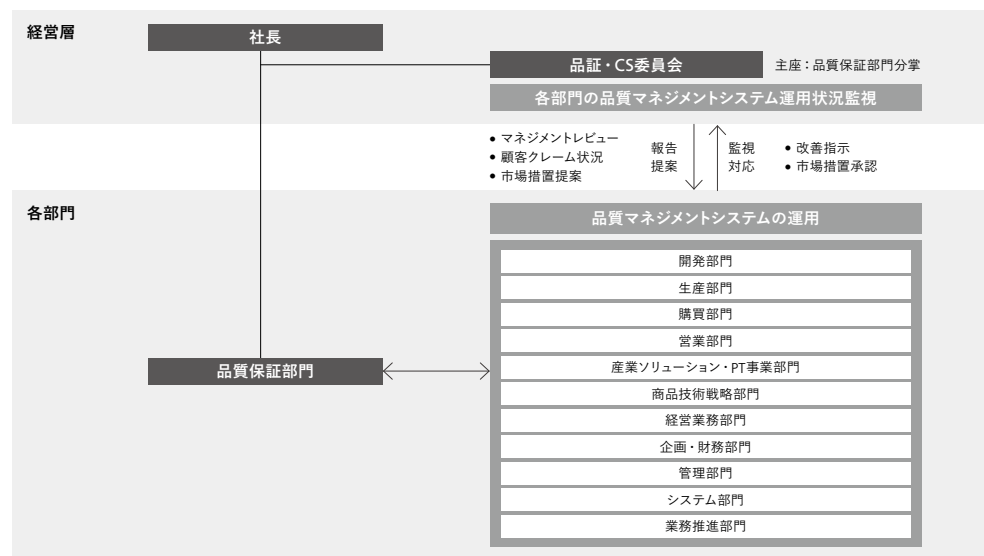 経営層
社長
品証・CS委員会
主座：品質保証部門分掌
各部門の品質マネジメントシステム運用状況監視
● マネジメントレビュー
● 顧客クレーム状況
● 市場措置提案
報告
提案
監視
対応
● 改善指示
● 市場措置承認
各部門
品質マネジメントシステムの運用
開発部門
生産部門
購買部門
営業部門
産業ソリューション・PT事業部門
商品技術戦略部門
経営業務部門
企画・財務部門
管理部門
システム部門
業務推進部門
品質保証部門